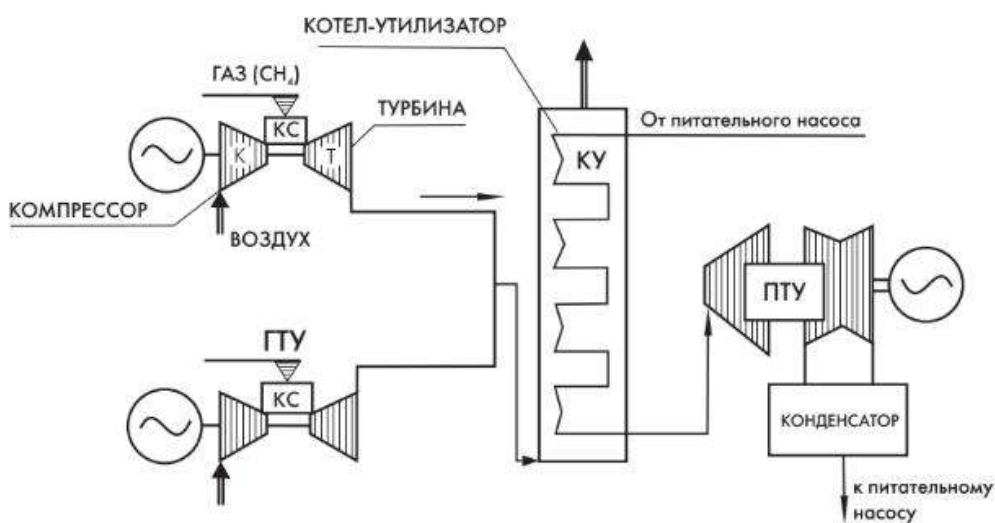 КОТЕЛ-УТИЛИЗАТОР
ГАЗ (CH₄)
ТУРБИНА
КС
К
Т
От питательного насоса
КУ
КОМПРЕССОР
ВОЗДУХ
ПТУ
ГТУ
КС
КОНДЕНСАТОР
к питательному
насосу